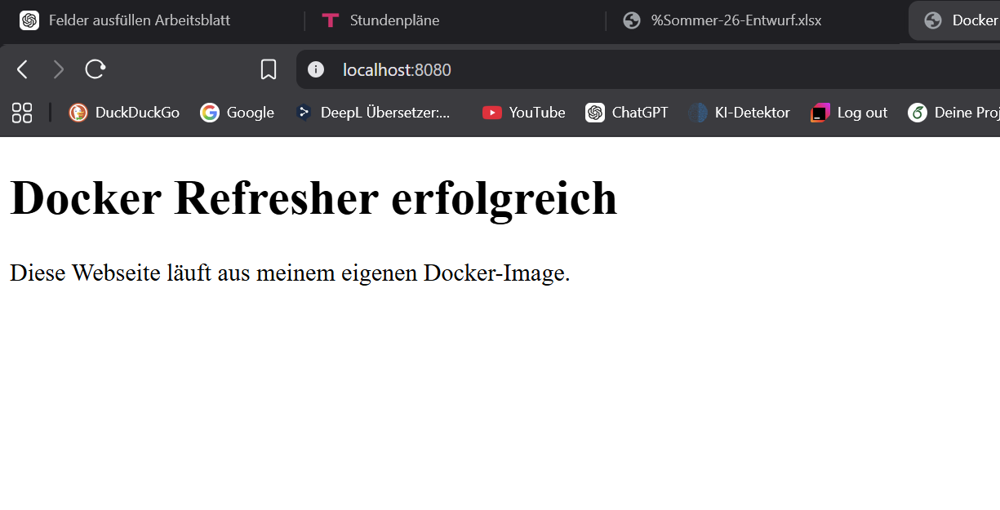 Felder ausfüllen Arbeitsblatt
Stundenpläne
%Sommer-26-Entwurf.xlsx
Docker
localhost:8080
DuckDuckGo
Google
DeepL Übersetzer:...
YouTube
ChatGPT
KI-Detektor
Log out
Deine Proj
Docker Refresher erfolgreich
Diese Webseite läuft aus meinem eigenen Docker-Image.